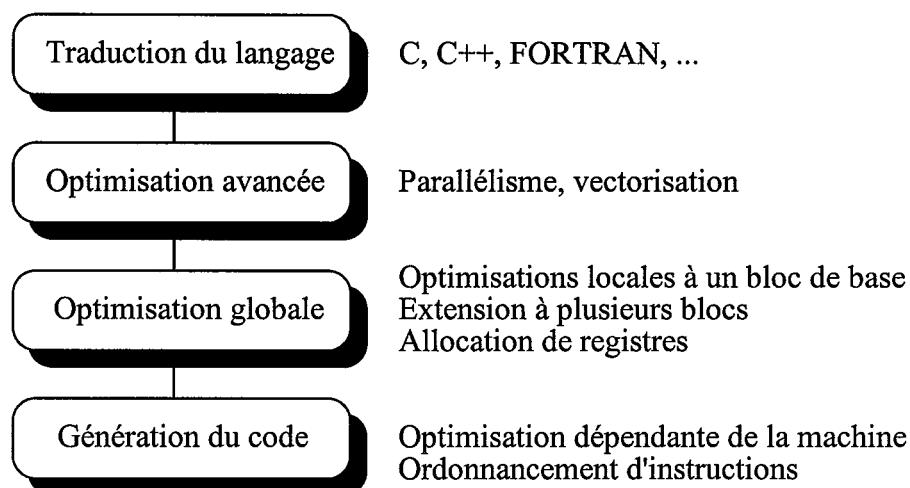 Traduction du langage
C, C++, FORTRAN, ...
Optimisation avancée
Parallélisme, vectorisation
Optimisation globale
Optimisations locales à un bloc de base
Extension à plusieurs blocs
Allocation de registres
Génération du code
Optimisation dépendante de la machine
Ordonnancement d'instructions